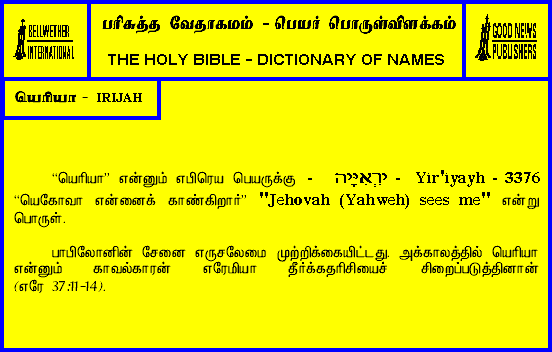 BELLWETHER
INTERNATIONAL
பரிசுத்த வேதாகமம் - பெயர் பொருள்விளக்கம்
THE HOLY BIBLE - DICTIONARY OF NAMES
GOOD NEWS
PUBLISHERS
யெரியா - IRIJAH
“யெரியா” என்னும் எபிரெய பெயருக்கு - יִרְאִיָּיה - Yir'iyayh - 3376
“யெகோவா என்னைக் காண்கிறார்” "Jehovah (Yahweh) sees me" என்று
பொருள்.
பாபிலோனின் சேனை எருசலேமை முற்றிக்கையிட்டது. அக்காலத்தில் யெரியா
என்னும் காவல்காரன் எரேமியா தீர்க்கதரிசியைச் சிறைப்படுத்தினான்
(எரே 37:11-14).